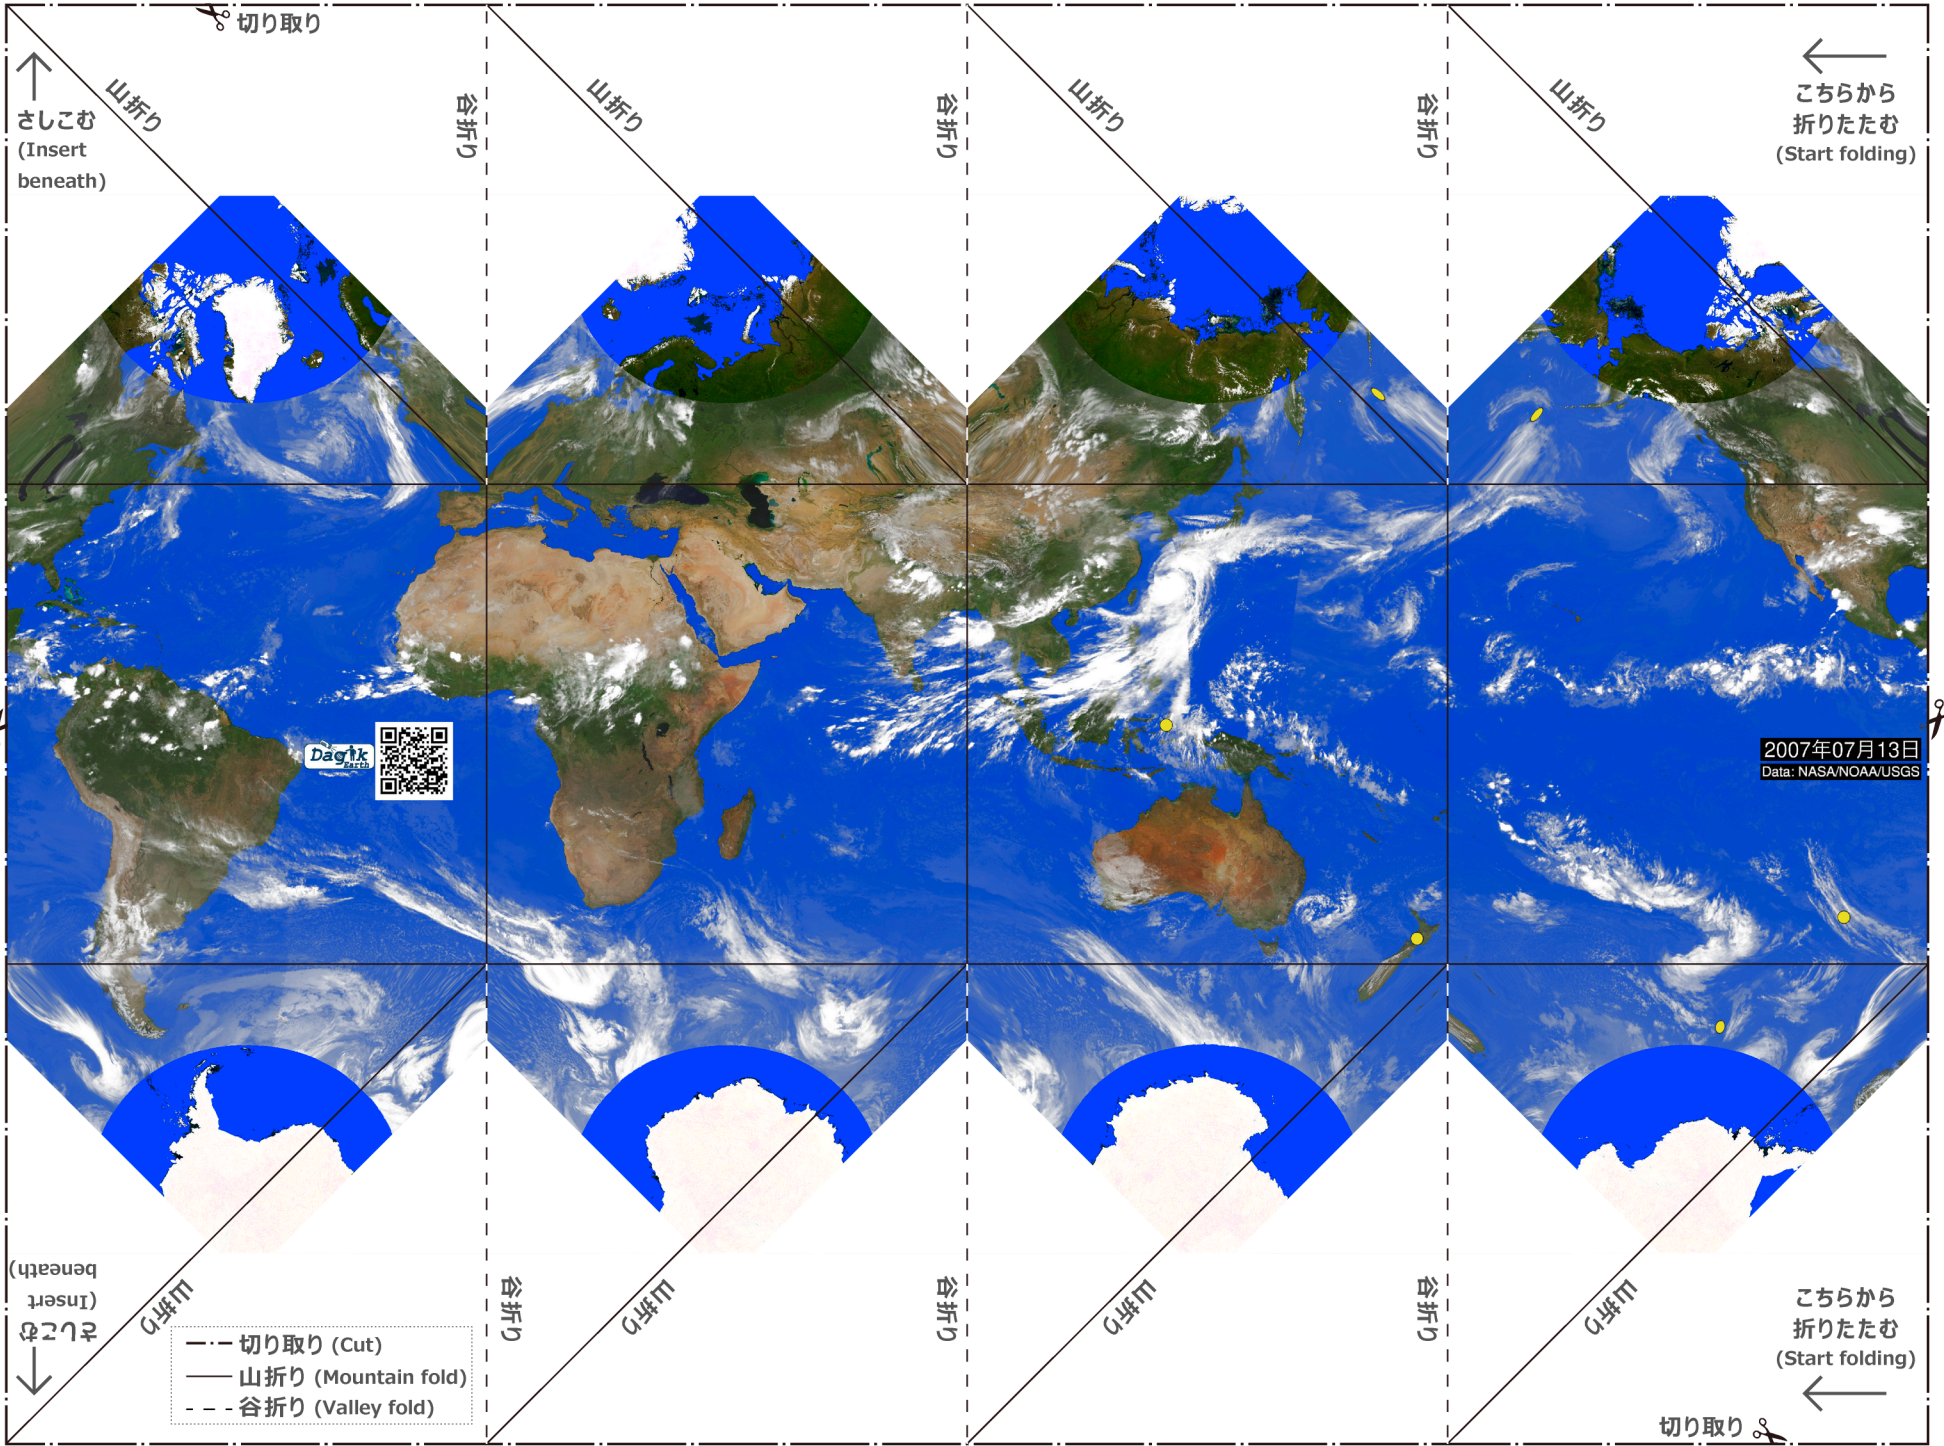 切り取り
さしこむ
(Insert
beneath)
山折り
谷折り
山折り
谷折り
山折り
谷折り
山折り
こちらから
折りたたむ
(Start folding)
Dagik
Earth
2007年07月13日
Data: NASA/NOAA/USGS
さしこむ
(Insert
beneath)
山折り
谷折り
山折り
谷折り
山折り
谷折り
山折り
こちらから
折りたたむ
(Start folding)
切り取り (Cut)
山折り (Mountain fold)
谷折り (Valley fold)
切り取り